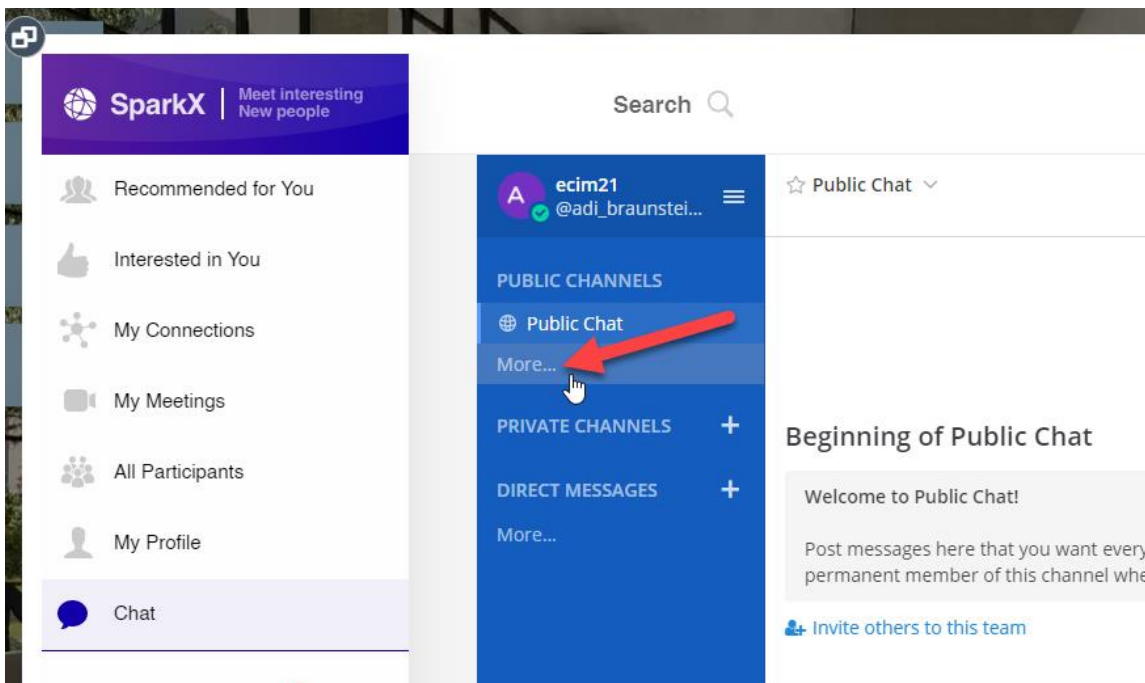 SparkX
Meet interesting
New people
Search
Recommended for You
Interested in You
My Connections
My Meetings
All Participants
My Profile
Chat
A
ecim21
@adi_braunstei...
PUBLIC CHANNELS
Public Chat
More...
PRIVATE CHANNELS +
DIRECT MESSAGES +
More...
Public Chat
Beginning of Public Chat
Welcome to Public Chat!
Post messages here that you want every
permanent member of this channel whe
Invite others to this team